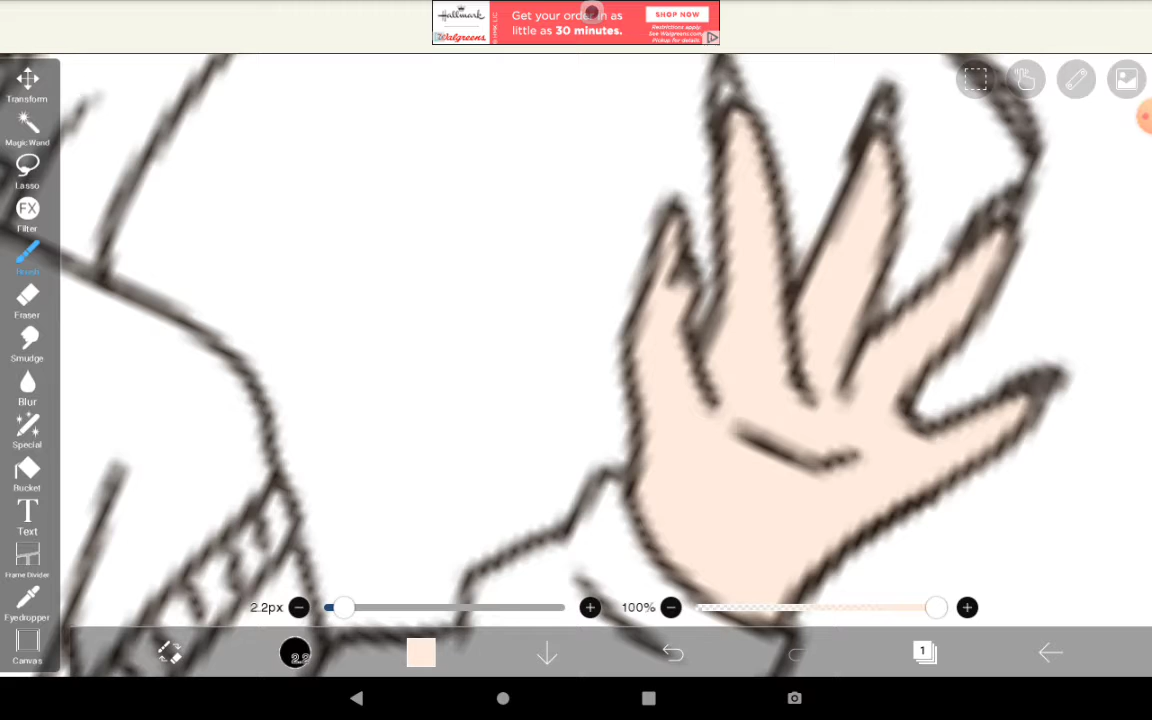 Hallmark
Walgreens
Get your order in as
little as 30 minutes.
SHOP NOW
Restrictions apply.
See Walgreens
Pickup for details
Transform
Magic Wand
Lasso
FX
Filter
Brush
Eraser
Smudge
Blur
Special
Bucket
T
Text
Frame Divider
Eyedropper
Canvas
2.2px
100%
2.2
1